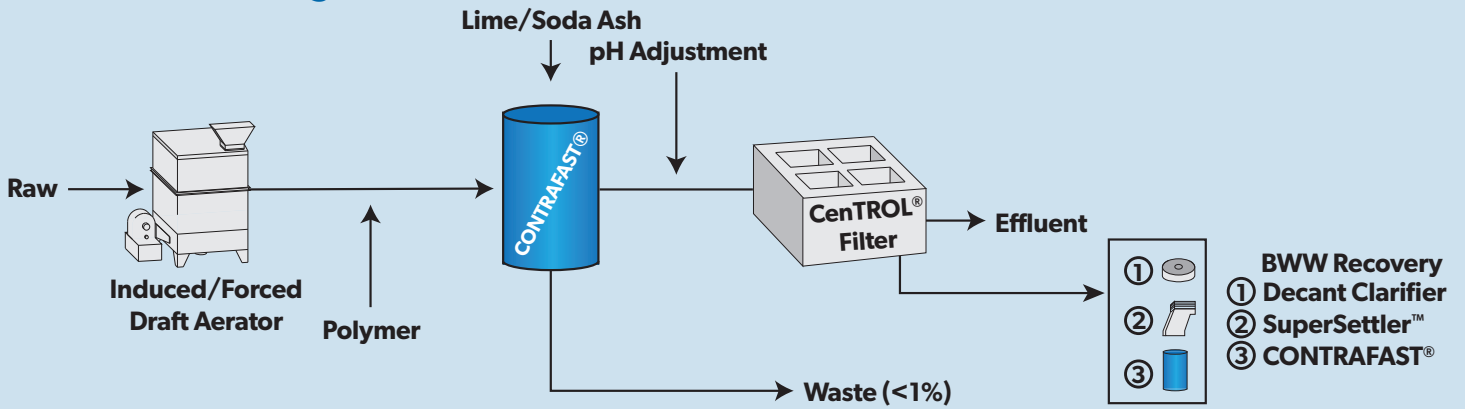 Lime/Soda Ash
pH Adjustment
Raw
CONTRAFAST®
CenTROL®
Filter
Effluent
Induced/Forced
Draft Aerator
Polymer
① BWW Recovery
① Decant Clarifier
② ② SuperSettler™
③ ③ CONTRAFAST®
Waste (<1%)